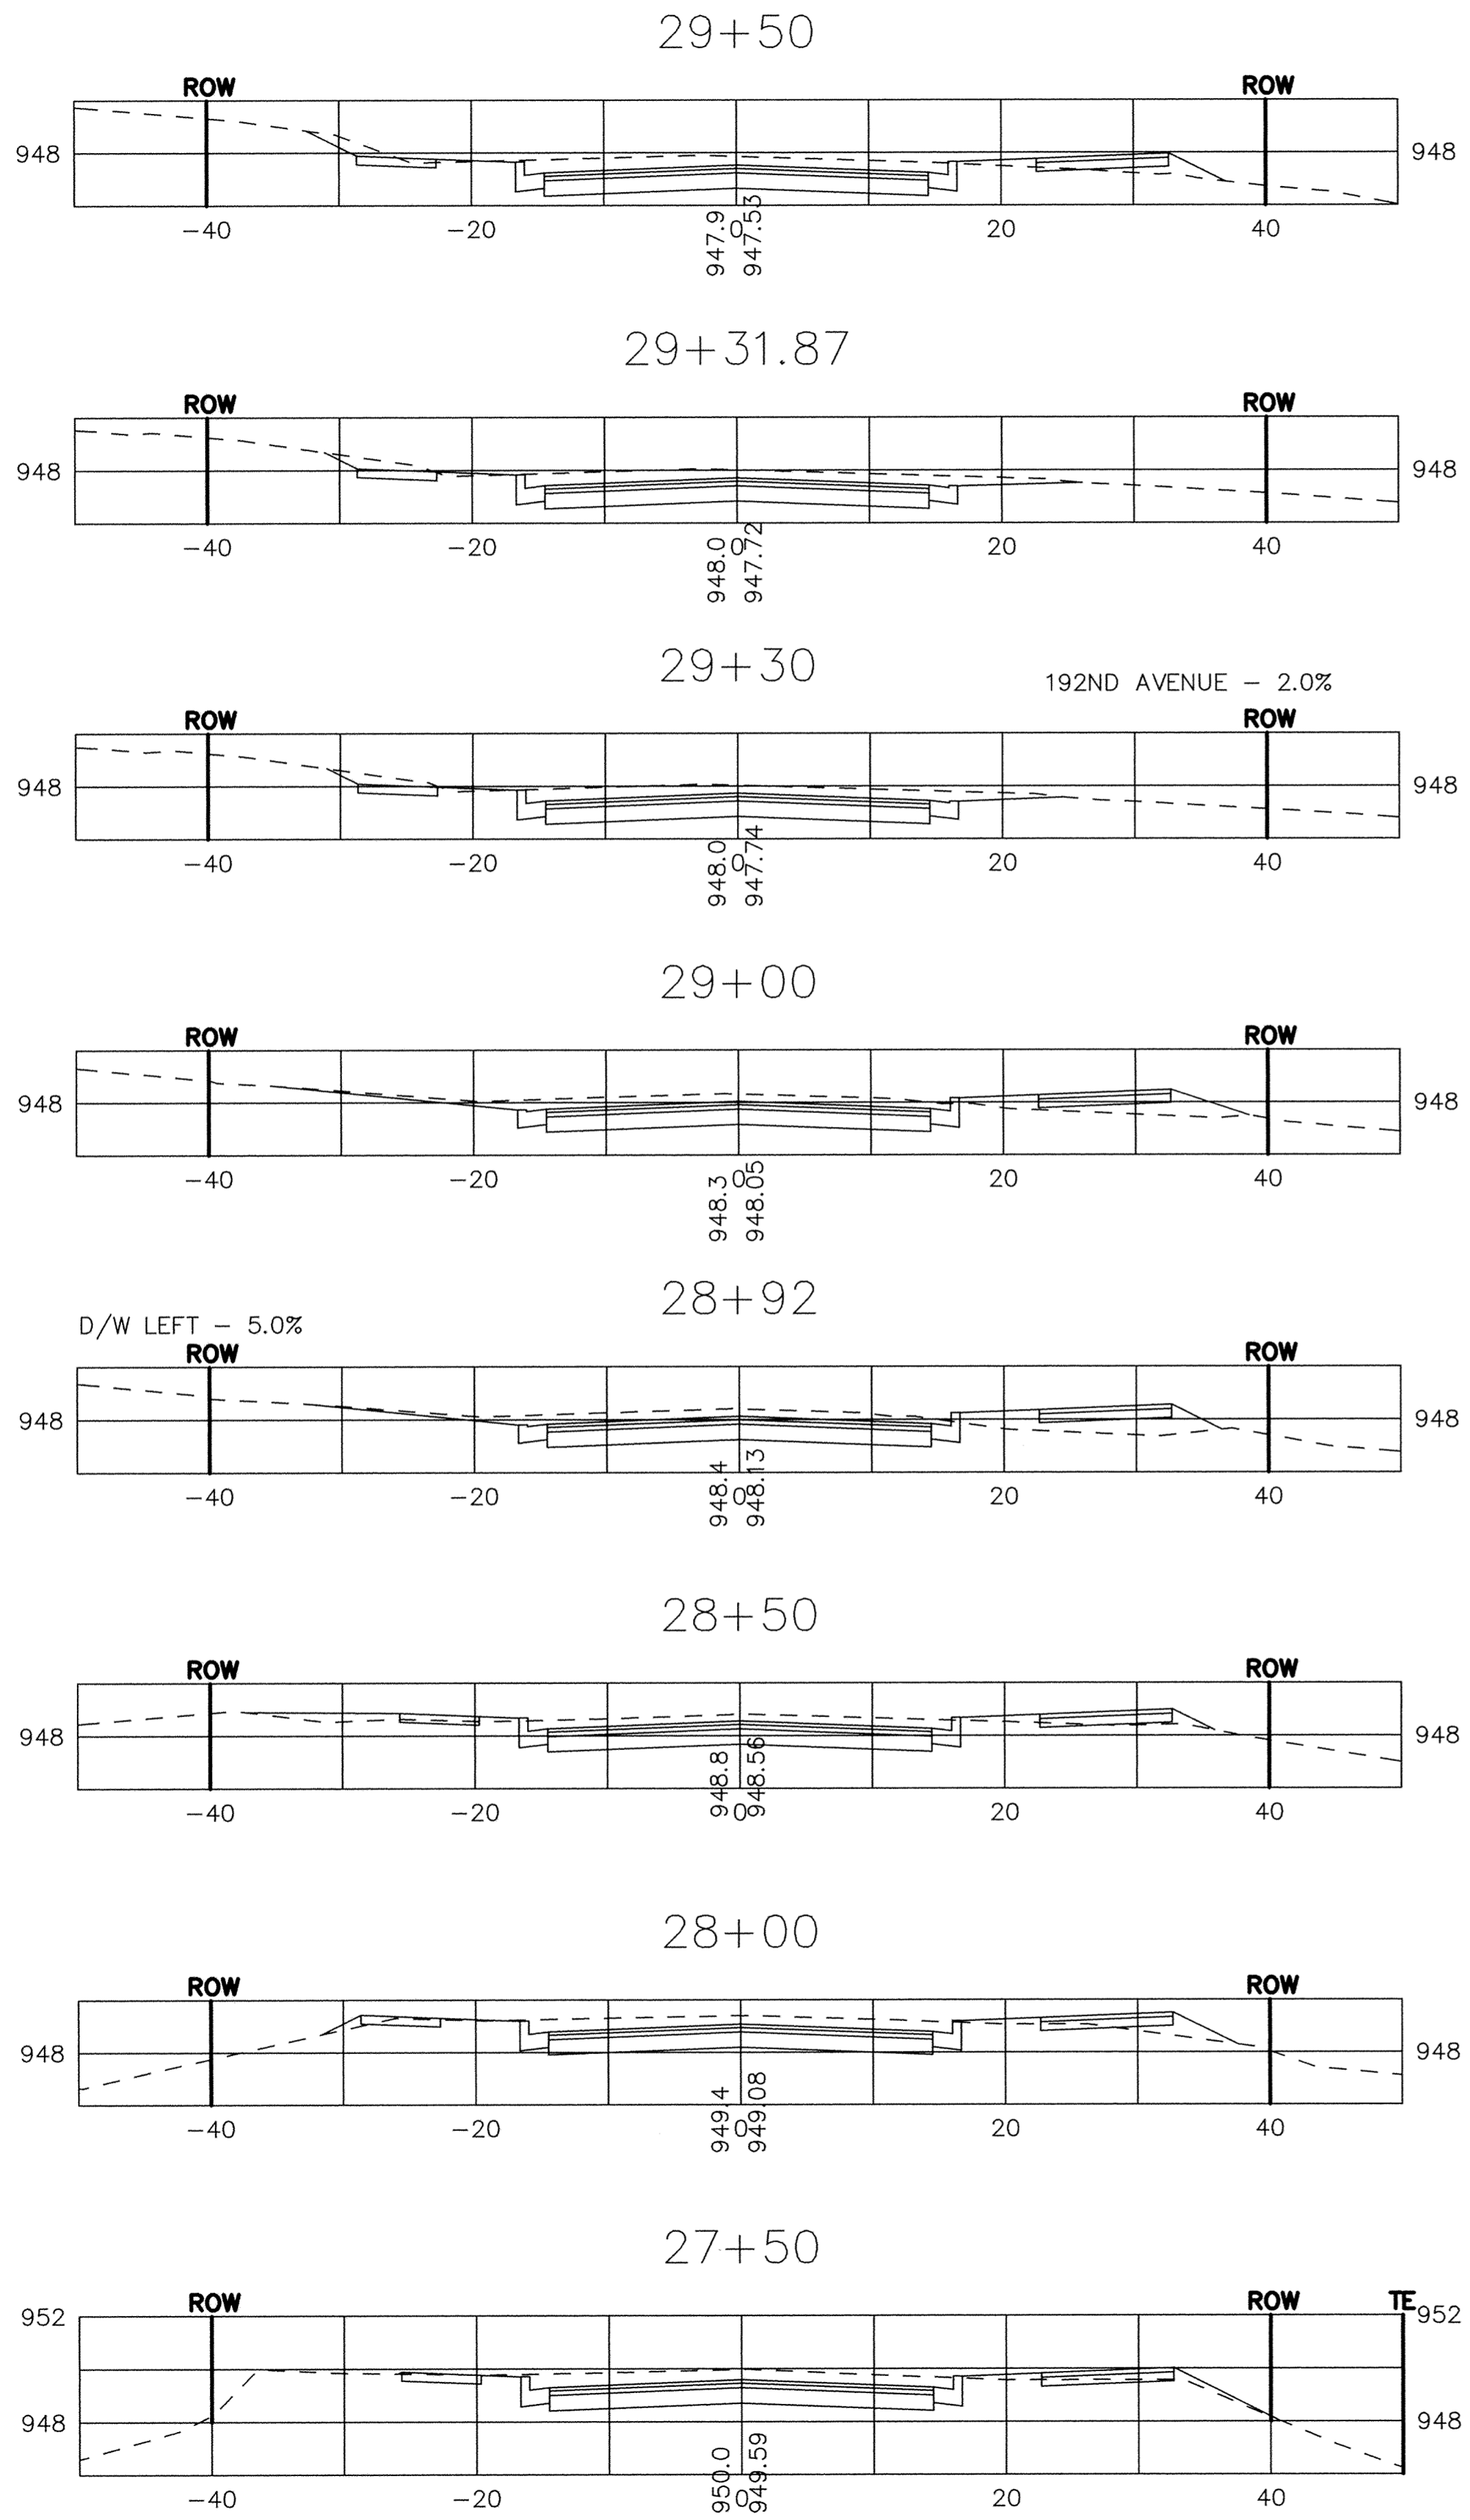 29+50
ROW ROW
948 948
-40 -20 0 20 40
947.9 947.53
29+31.87
ROW ROW
948 948
-40 -20 0 20 40
948.0 947.72
29+30
192ND AVENUE - 2.0%
ROW ROW
948 948
-40 -20 0 20 40
948.0 947.74
29+00
ROW ROW
948 948
-40 -20 0 20 40
948.3 948.05
28+92
D/W LEFT - 5.0%
ROW ROW
948 948
-40 -20 0 20 40
948.4 948.13
28+50
ROW ROW
948 948
-40 -20 0 20 40
948.8 948.56
28+00
ROW ROW
948 948
-40 -20 0 20 40
949.4 949.08
27+50
ROW ROW TE
952 952
948 948
-40 -20 0 20 40
950.0 949.59